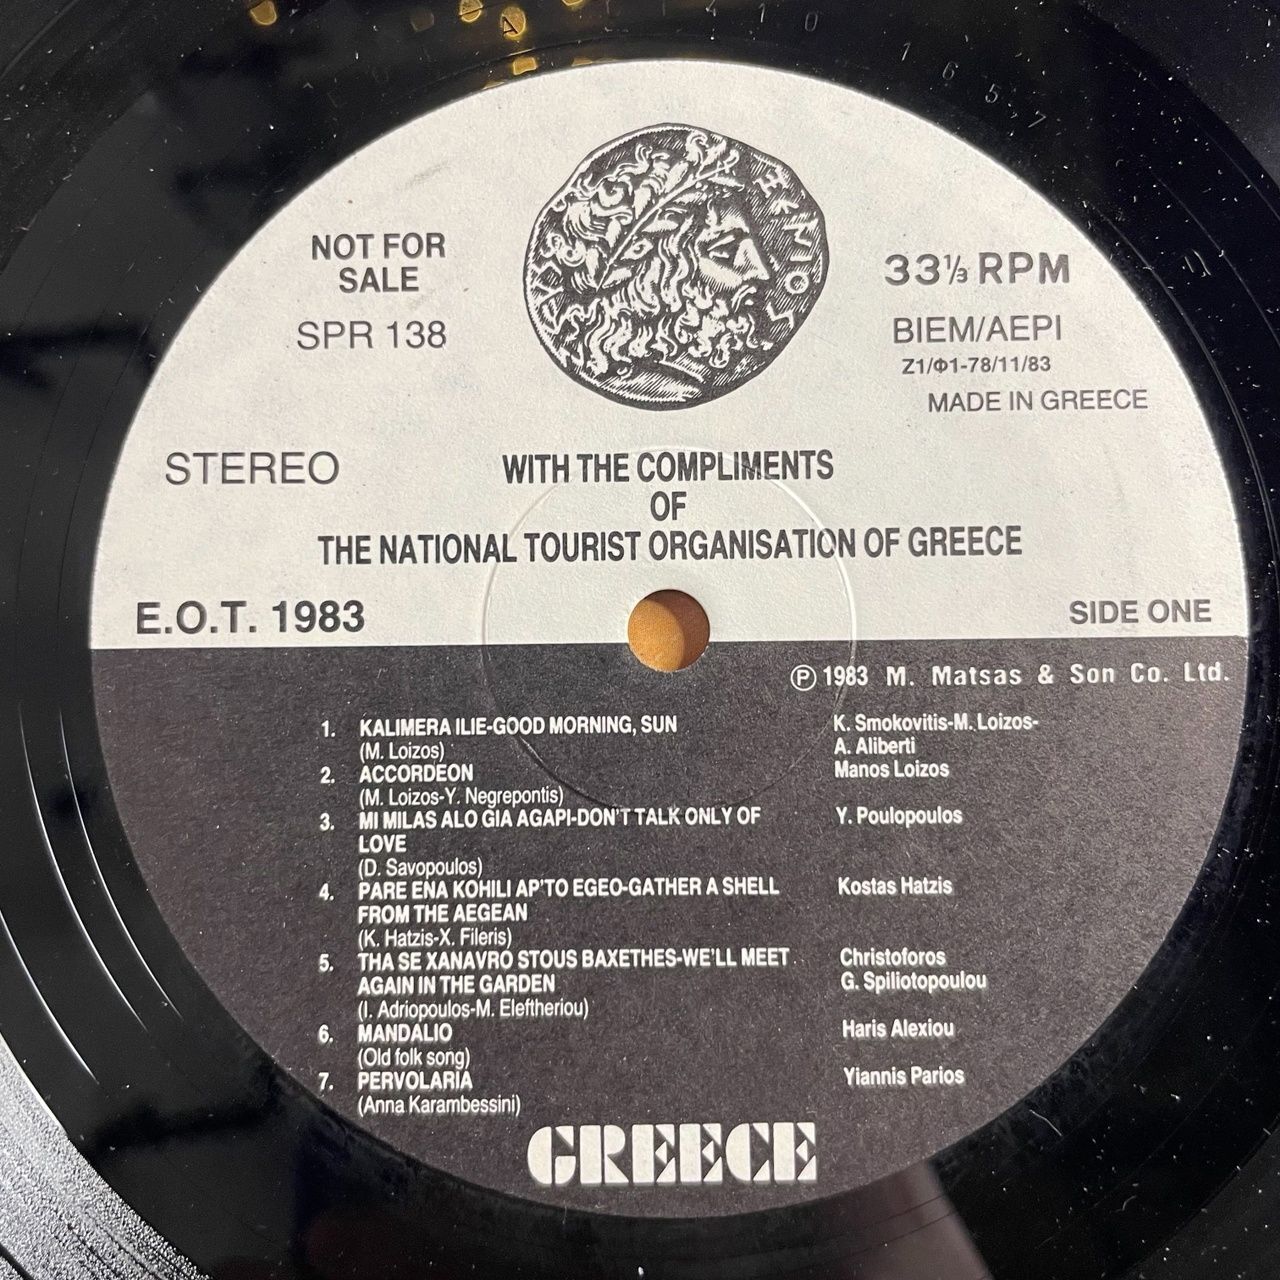 NOT FOR
SALE
SPR 138
33⅓ RPM
BIEM/AEPI
Z1/Φ1-78/11/83
MADE IN GREECE
STEREO
WITH THE COMPLIMENTS
OF
THE NATIONAL TOURIST ORGANISATION OF GREECE
E.O.T. 1983
SIDE ONE
℗ 1983 M. Matsas & Son Co. Ltd.
1. KALIMERA ILIE-GOOD MORNING, SUN K. Smokovitis-M. Loizos-
(M. Loizos) A. Aliberti
2. ACCORDEON Manos Loizos
(M. Loizos-Y. Negrepontis)
3. MI MILAS ALO GIA AGAPI-DON'T TALK ONLY OF Y. Poulopoulos
LOVE
(D. Savopoulos)
4. PARE ENA KOHILI AP'TO EGEO-GATHER A SHELL Kostas Hatzis
FROM THE AEGEAN
(K. Hatzis-X. Fileris)
5. THA SE XANAVRO STOUS BAXETHES-WE'LL MEET Christoforos
AGAIN IN THE GARDEN G. Spiliotopoulou
(I. Adriopoulos-M. Eleftheriou)
6. MANDALIO Haris Alexiou
(Old folk song)
7. PERVOLARIA Yiannis Parios
(Anna Karambessini)
GREECE